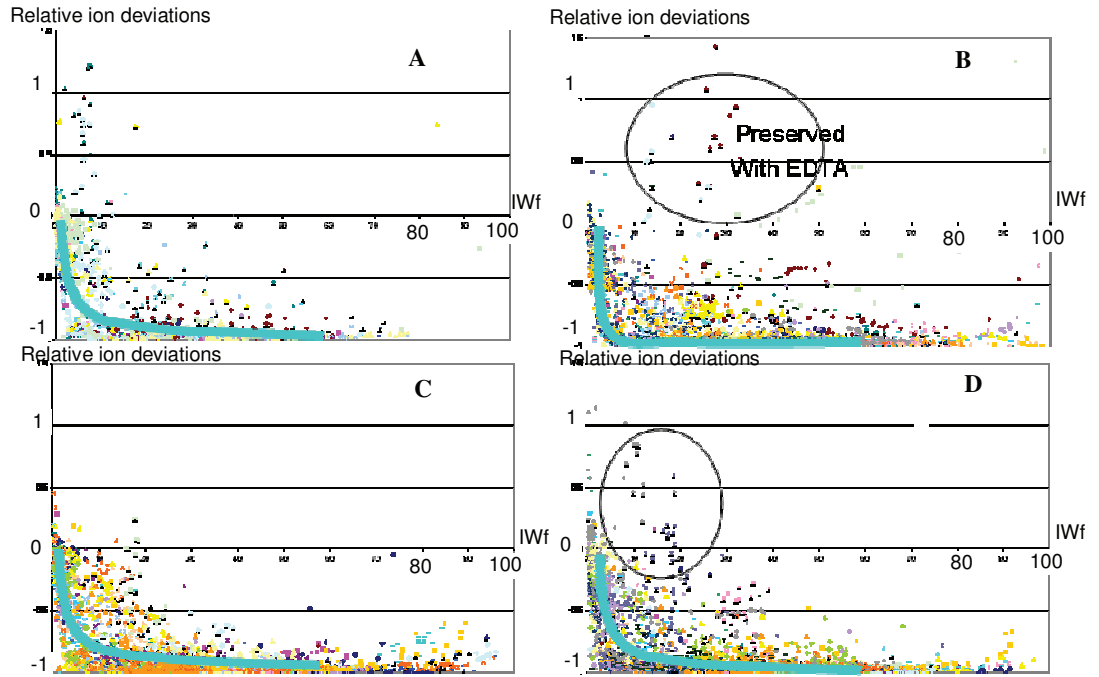 Relative ion deviations
A
1
0
IWf
80
100
-1
Relative ion deviations
B
1
Preserved
With EDTA
0
IWf
80
100
-1
Relative ion deviations
C
1
0
IWf
80
100
-1
Relative ion deviations
D
1
0
IWf
80
100
-1